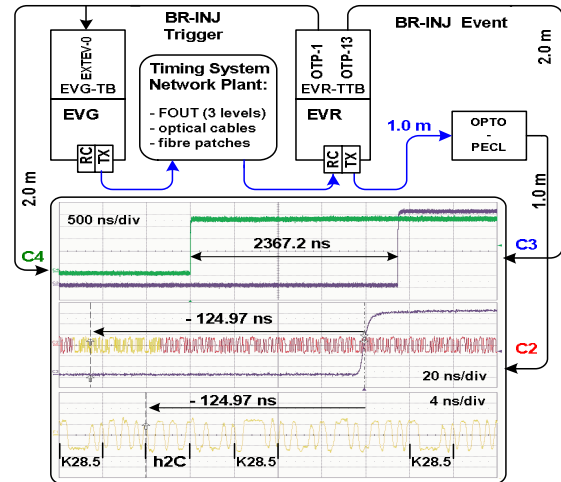 BR-INJ
Trigger
BR-INJ Event
EXTEV-0
EVG-TB
EVG
RC
TX
Timing System
Network Plant:
- FOUT (3 levels)
- optical cables
- fibre patches
OTP-1
OTP-13
EVR-TTB
EVR
RC
TX
1.0 m
OPTO
-
PECL
2.0 m
2.0 m
1.0 m
500 ns/div
2367.2 ns
C4
C3
- 124.97 ns
C2
20 ns/div
- 124.97 ns
4 ns/div
K28.5
h2C
K28.5
K28.5